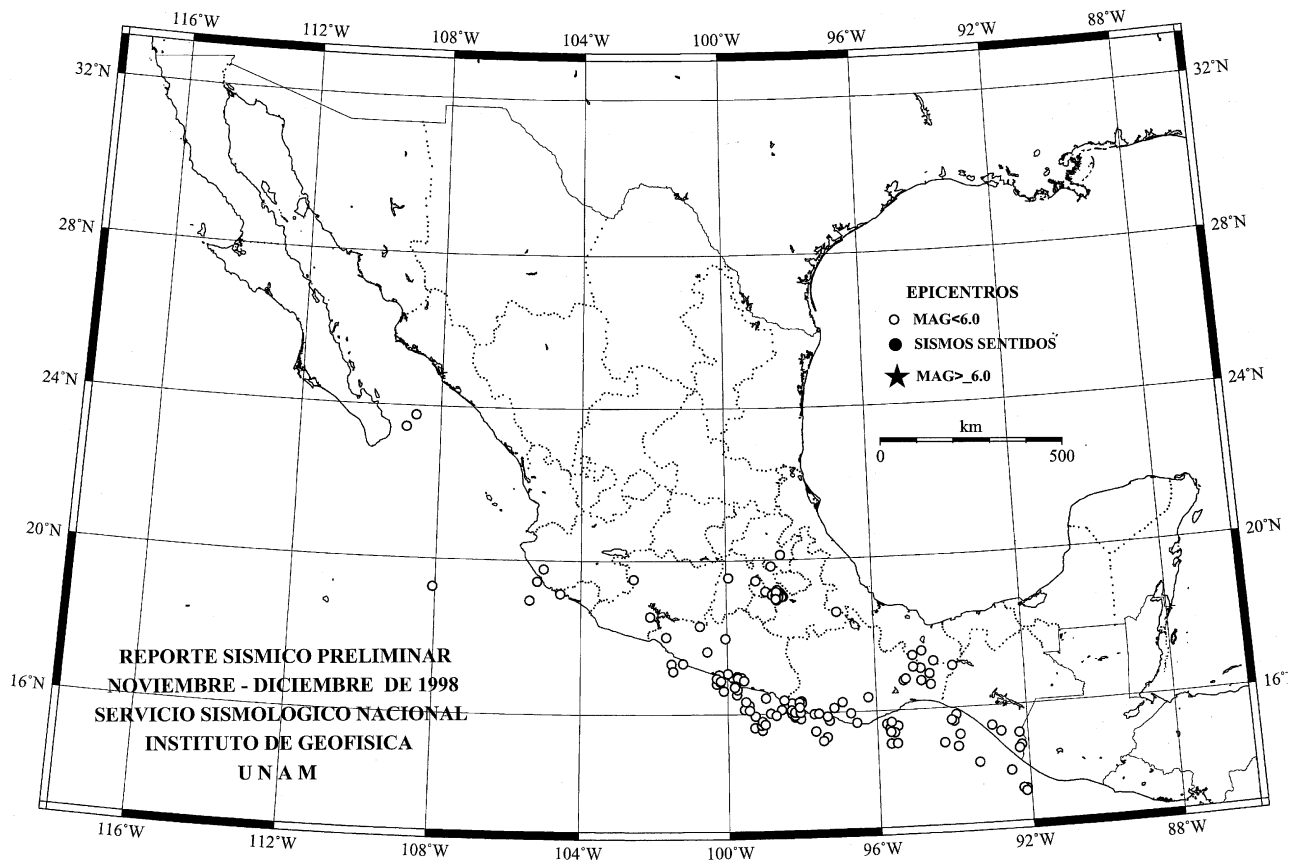 116°W
112°W
108°W
104°W
100°W
96°W
92°W
88°W
32°N
32°N
28°N
28°N
24°N
24°N
20°N
20°N
16°N
16°
EPICENTROS
MAG<6.0
SISMOS SENTIDOS
MAG>_6.0
km
0
500
REPORTE SISMICO PRELIMINAR
NOVIEMBRE - DICIEMBRE DE 1998
SERVICIO SISMOLOGICO NACIONAL
INSTITUTO DE GEOFISICA
U N A M
116°W
112°W
108°W
104°W
100°W
96°W
92°W
88°W